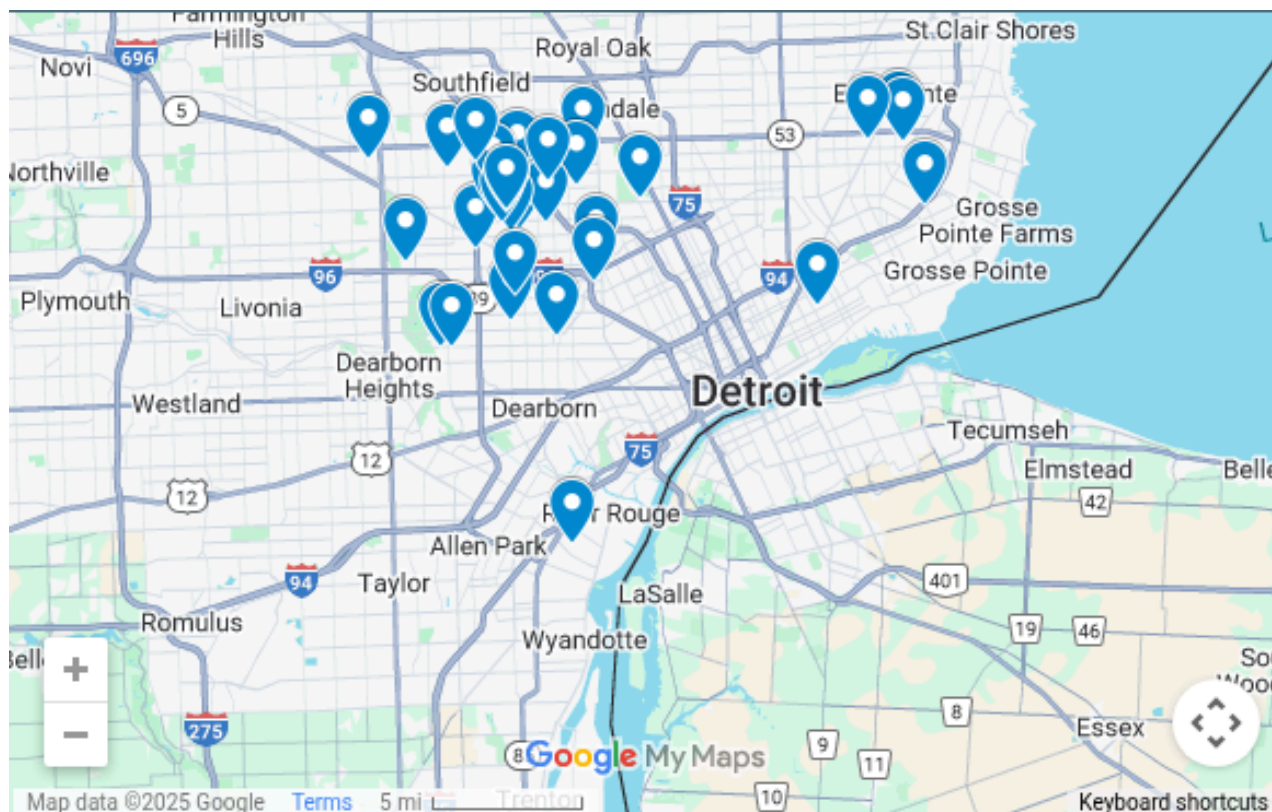 Farmington
Hills
696
Royal Oak
St Clair Shores
Novi
Southfield
5
53
Northville
75
Grosse
Pointe Farms
Grosse Pointe
96
94
Plymouth
Livonia
Dearborn
Heights
Detroit
Westland
Dearborn
Tecumseh
75
12
Elmstead
12
42
River Rouge
Allen Park
94
Taylor
401
LaSalle
Romulus
Wyandotte
19
46
+
−
8
275
Essex
9
8
11
Google My Maps
10
Trenton
Map data ©2025 Google
Terms
5 mi
Keyboard shortcuts